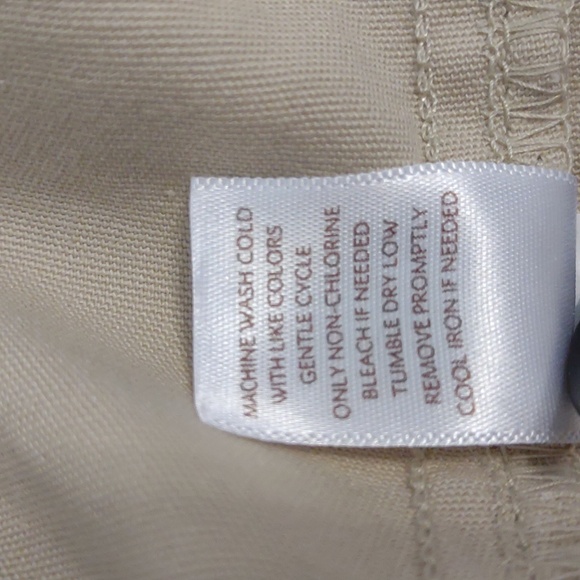 MACHINE WASH COLD
WITH LIKE COLORS
GENTLE CYCLE
ONLY NON-CHLORINE
BLEACH IF NEEDED
TUMBLE DRY LOW
REMOVE PROMPTLY
COOL IRON IF NEEDED